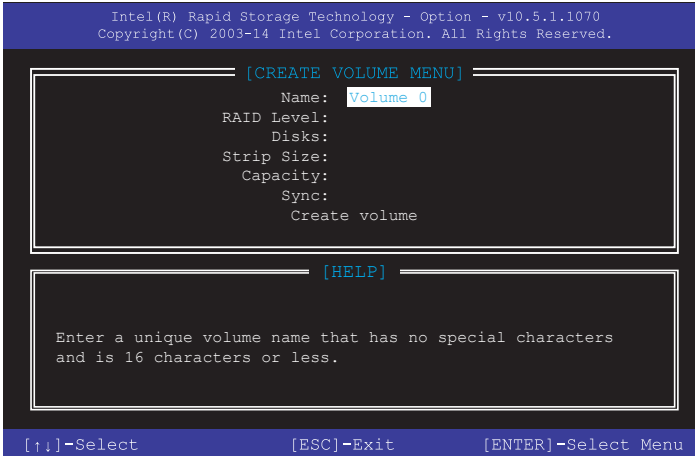 Intel(R) Rapid Storage Technology - Option - v10.5.1.1070
Copyright(C) 2003-14 Intel Corporation. All Rights Reserved.
[CREATE VOLUME MENU]
Name: Volume 0
RAID Level:
Disks:
Strip Size:
Capacity:
Sync:
Create volume
[HELP]
Enter a unique volume name that has no special characters
and is 16 characters or less.
[↑↓]-Select [ESC]-Exit [ENTER]-Select Menu